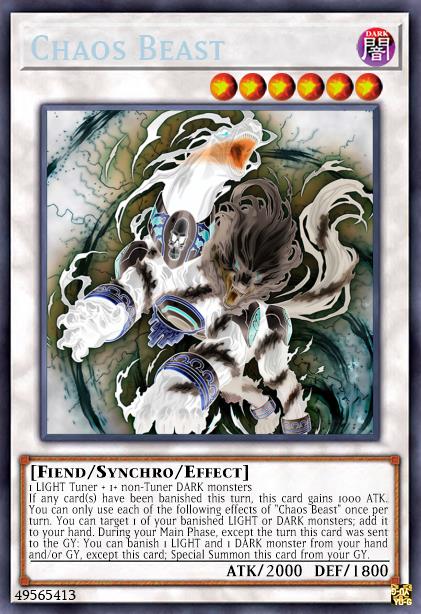 Chaos Beast
DARK
闇
[Fiend/Synchro/Effect]
1 LIGHT Tuner + 1+ non-Tuner DARK monsters
If any card(s) have been banished this turn, this card gains 1000 ATK.
You can only use each of the following effects of "Chaos Beast" once per
turn. You can target 1 of your banished LIGHT or DARK monsters; add it
to your hand. During your Main Phase, except the turn this card was sent
to the GY: You can banish 1 LIGHT and 1 DARK monster from your hand
and/or GY, except this card; Special Summon this card from your GY.
ATK/2000 DEF/1800
49565413